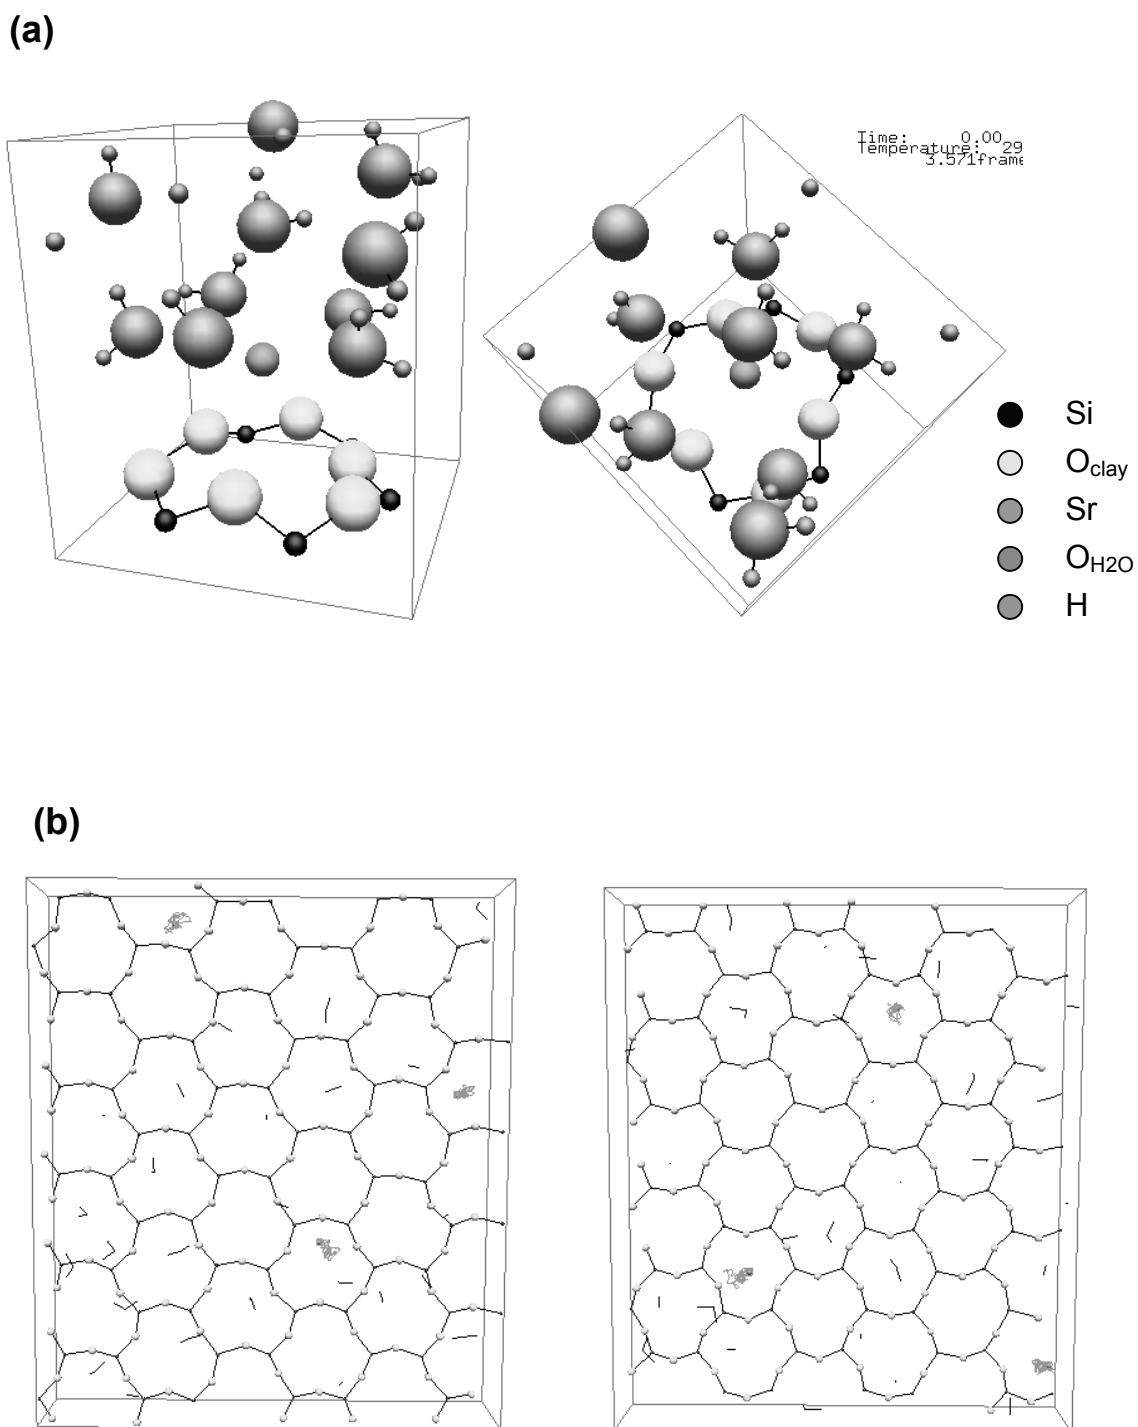 (a)
Time: 0.00
Temperature: 29
3.571frame
Si
Oclay
Sr
OH2O
H
(b)